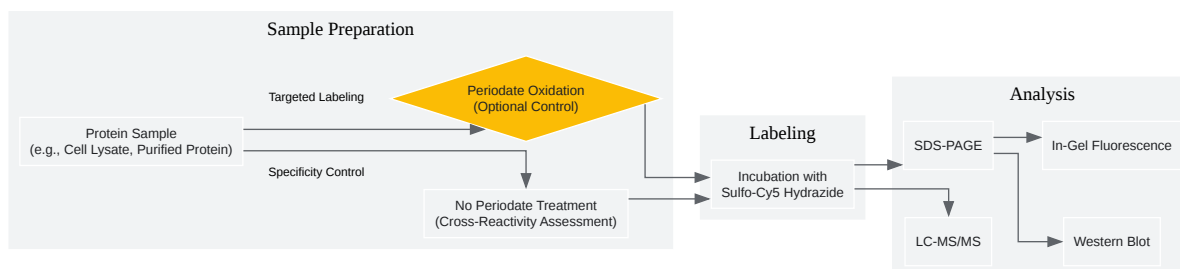 Sample Preparation
Targeted Labeling
Periodate Oxidation
(Optional Control)
Protein Sample
(e.g., Cell Lysate, Purified Protein)
Specificity Control
No Periodate Treatment
(Cross-Reactivity Assessment)
Labeling
Incubation with
Sulfo-Cy5 Hydrazide
Analysis
SDS-PAGE
In-Gel Fluorescence
LC-MS/MS
Western Blot